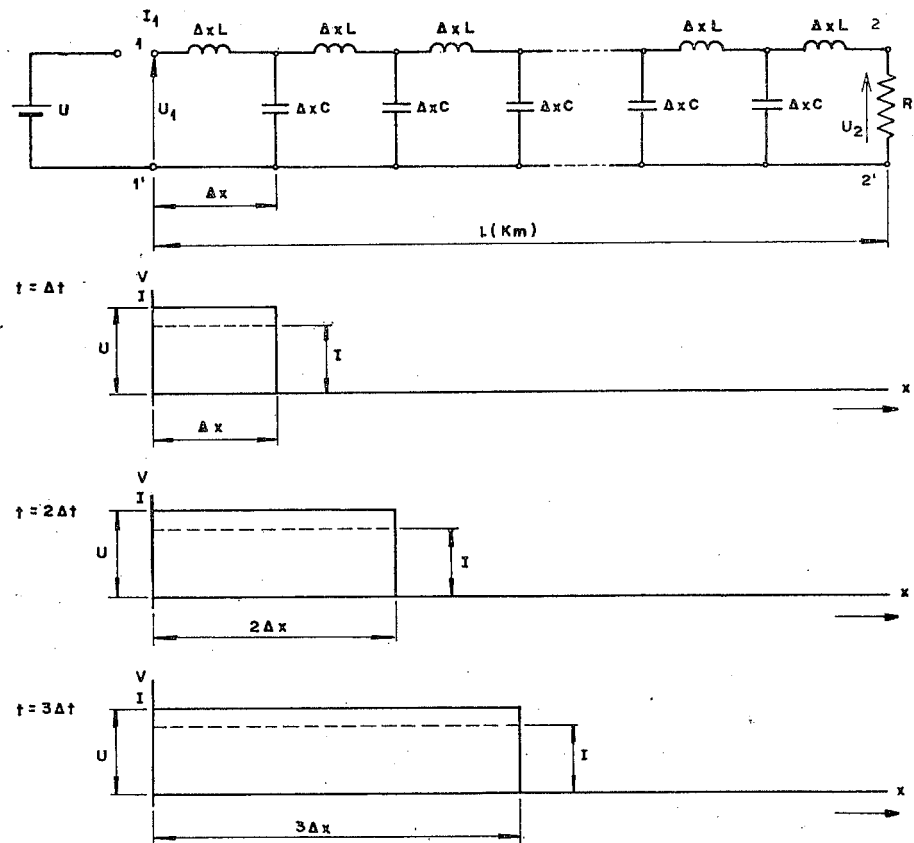 I₁ ΔxL ΔxL ΔxL ΔxL ΔxL 2
1
U U₁ ΔxC ΔxC ΔxC ΔxC ΔxC U₂ R
1' 2'
Δx
L(Km)
t = Δt
V
I
U I
x
Δx
V
I
t = 2Δt
U I
x
2Δx
V
I
t = 3Δt
U I
x
3Δx